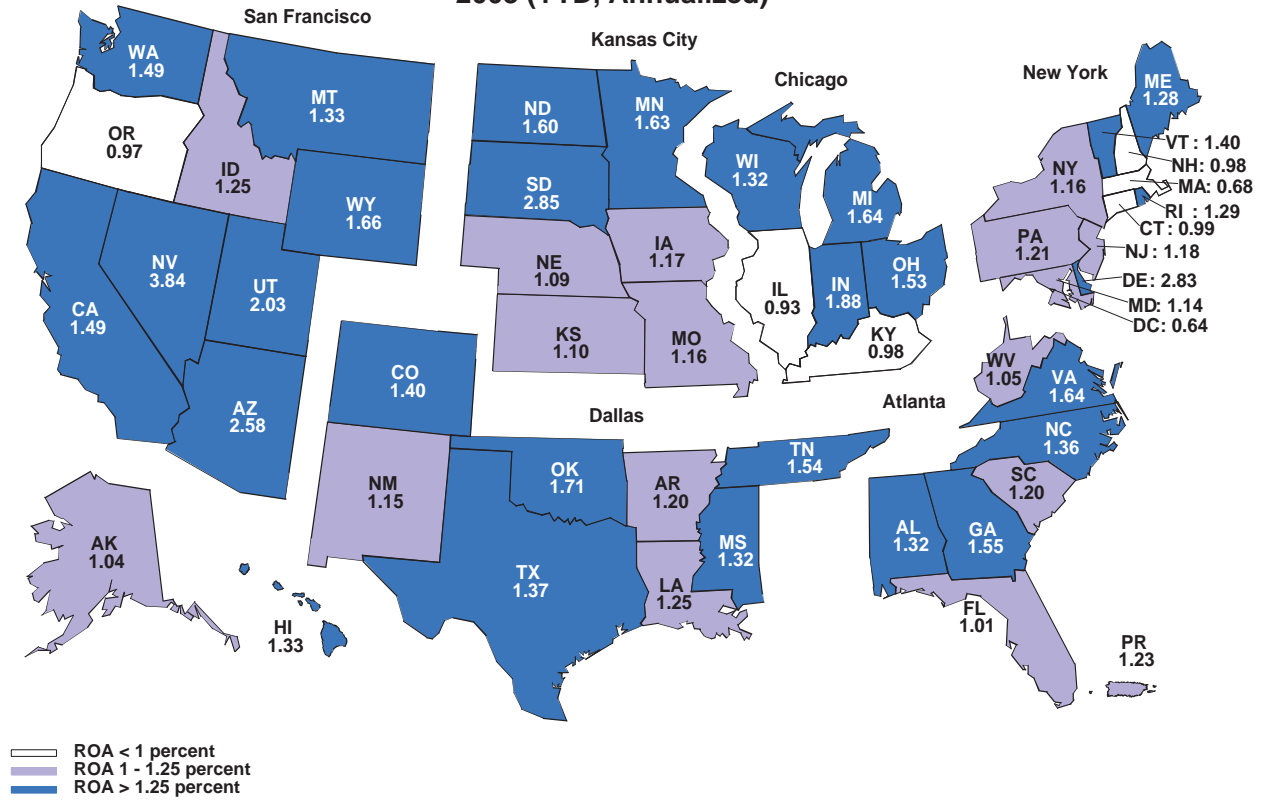 San Francisco
Kansas City
Chicago
New York
WA
1.49
OR
0.97
ID
1.25
MT
1.33
WY
1.66
CA
1.49
NV
3.84
UT
2.03
AZ
2.58
AK
1.04
HI
1.33
ND
1.60
MN
1.63
SD
2.85
NE
1.09
IA
1.17
KS
1.10
MO
1.16
CO
1.40
Dallas
NM
1.15
OK
1.71
TX
1.37
AR
1.20
LA
1.25
MS
1.32
TN
1.54
WI
1.32
MI
1.64
IL
0.93
IN
1.88
OH
1.53
KY
0.98
Atlanta
WV
1.05
VA
1.64
NC
1.36
SC
1.20
AL
1.32
GA
1.55
FL
1.01
PR
1.23
ME
1.28
NY
1.16
PA
1.21
VT : 1.40
NH: 0.98
MA: 0.68
RI : 1.29
CT: 0.99
NJ: 1.18
DE: 2.83
MD: 1.14
DC: 0.64
ROA < 1 percent
ROA 1 - 1.25 percent
ROA > 1.25 percent